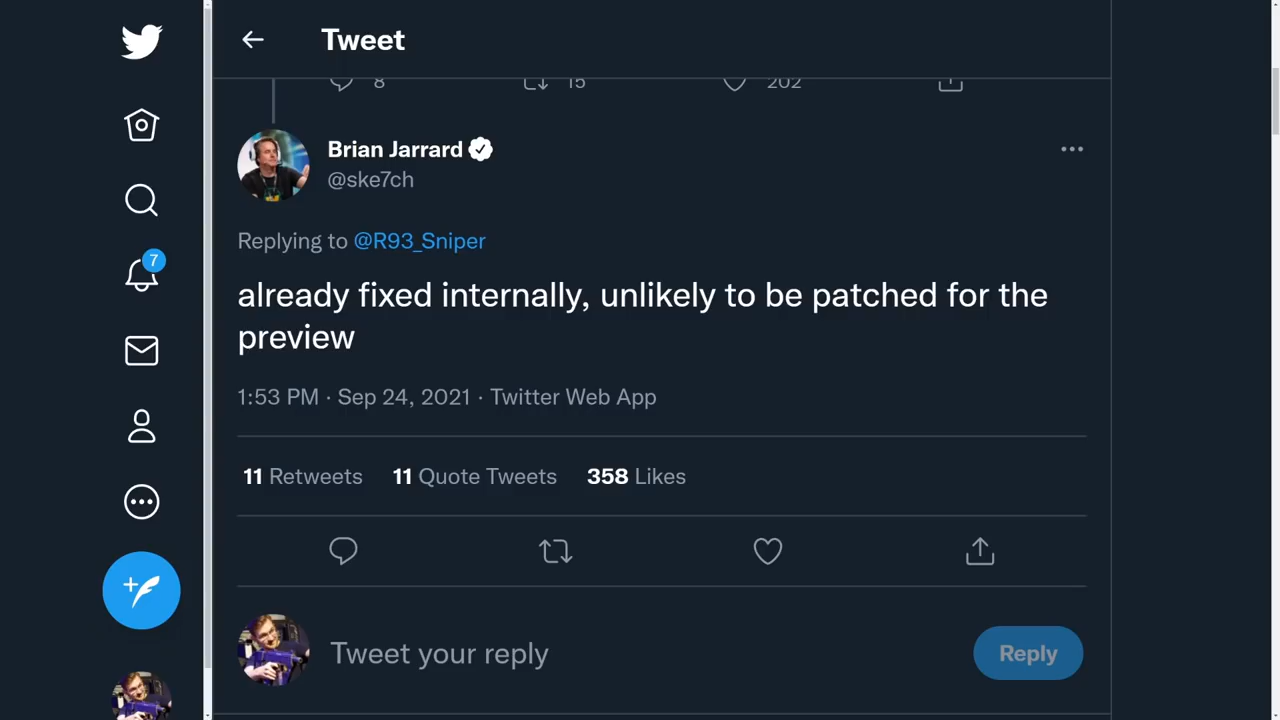 Tweet
8 15 202
Brian Jarrard
@ske7ch
Replying to @R93_Sniper
already fixed internally, unlikely to be patched for the
preview
1:53 PM · Sep 24, 2021 · Twitter Web App
11 Retweets 11 Quote Tweets 358 Likes
Tweet your reply
Reply
7